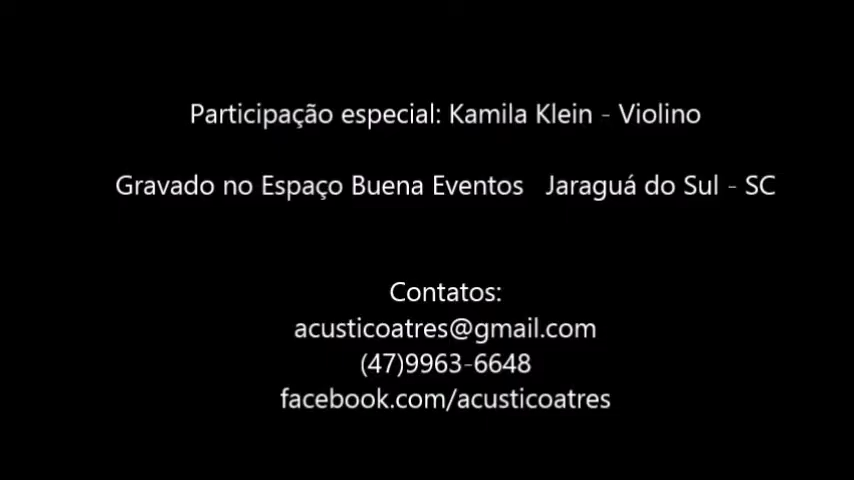 Participação especial: Kamila Klein - Violino
Gravado no Espaço Buena Eventos   Jaraguá do Sul - SC
Contatos:
acusticoatres@gmail.com
(47)9963-6648
facebook.com/acusticoatres